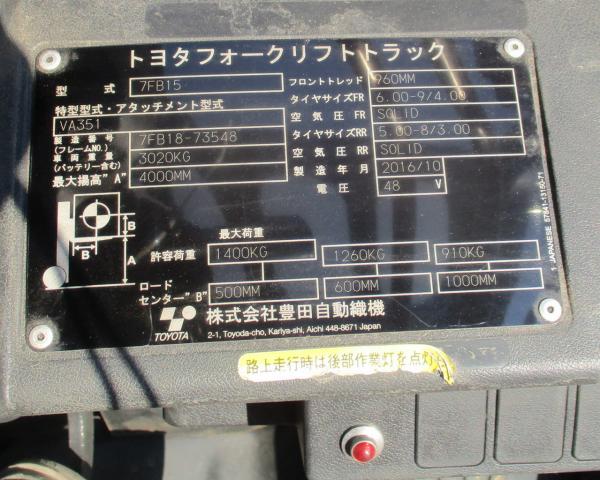 トヨタフォークリフトトラック
型 式 7FB15
フロントトレッド 960MM
特型型式・アタッチメント型式
VA351
タイヤサイズFR 6.00-9/4.00
空気圧FR SOLID
製造番号 (フレームNO.) 7FB18-73548
タイヤサイズRR 5.00-8/3.00
車両重量 (バッテリー含む) 3020KG
空気圧RR SOLID
最大揚高"A" 4000MM
製造年月 2016/10
電圧 48 V
B
B A
最大荷重
許容荷重 1400KG 1260KG 910KG
ロード
センター"B" 500MM 600MM 1000MM
TOYOTA
株式会社豊田自動織機
2-1, Toyoda-cho, Kariya-shi, Aichi 448-8671 Japan
1 JAPANESE 57641-13150-71
路上走行時は後部作業灯を点灯